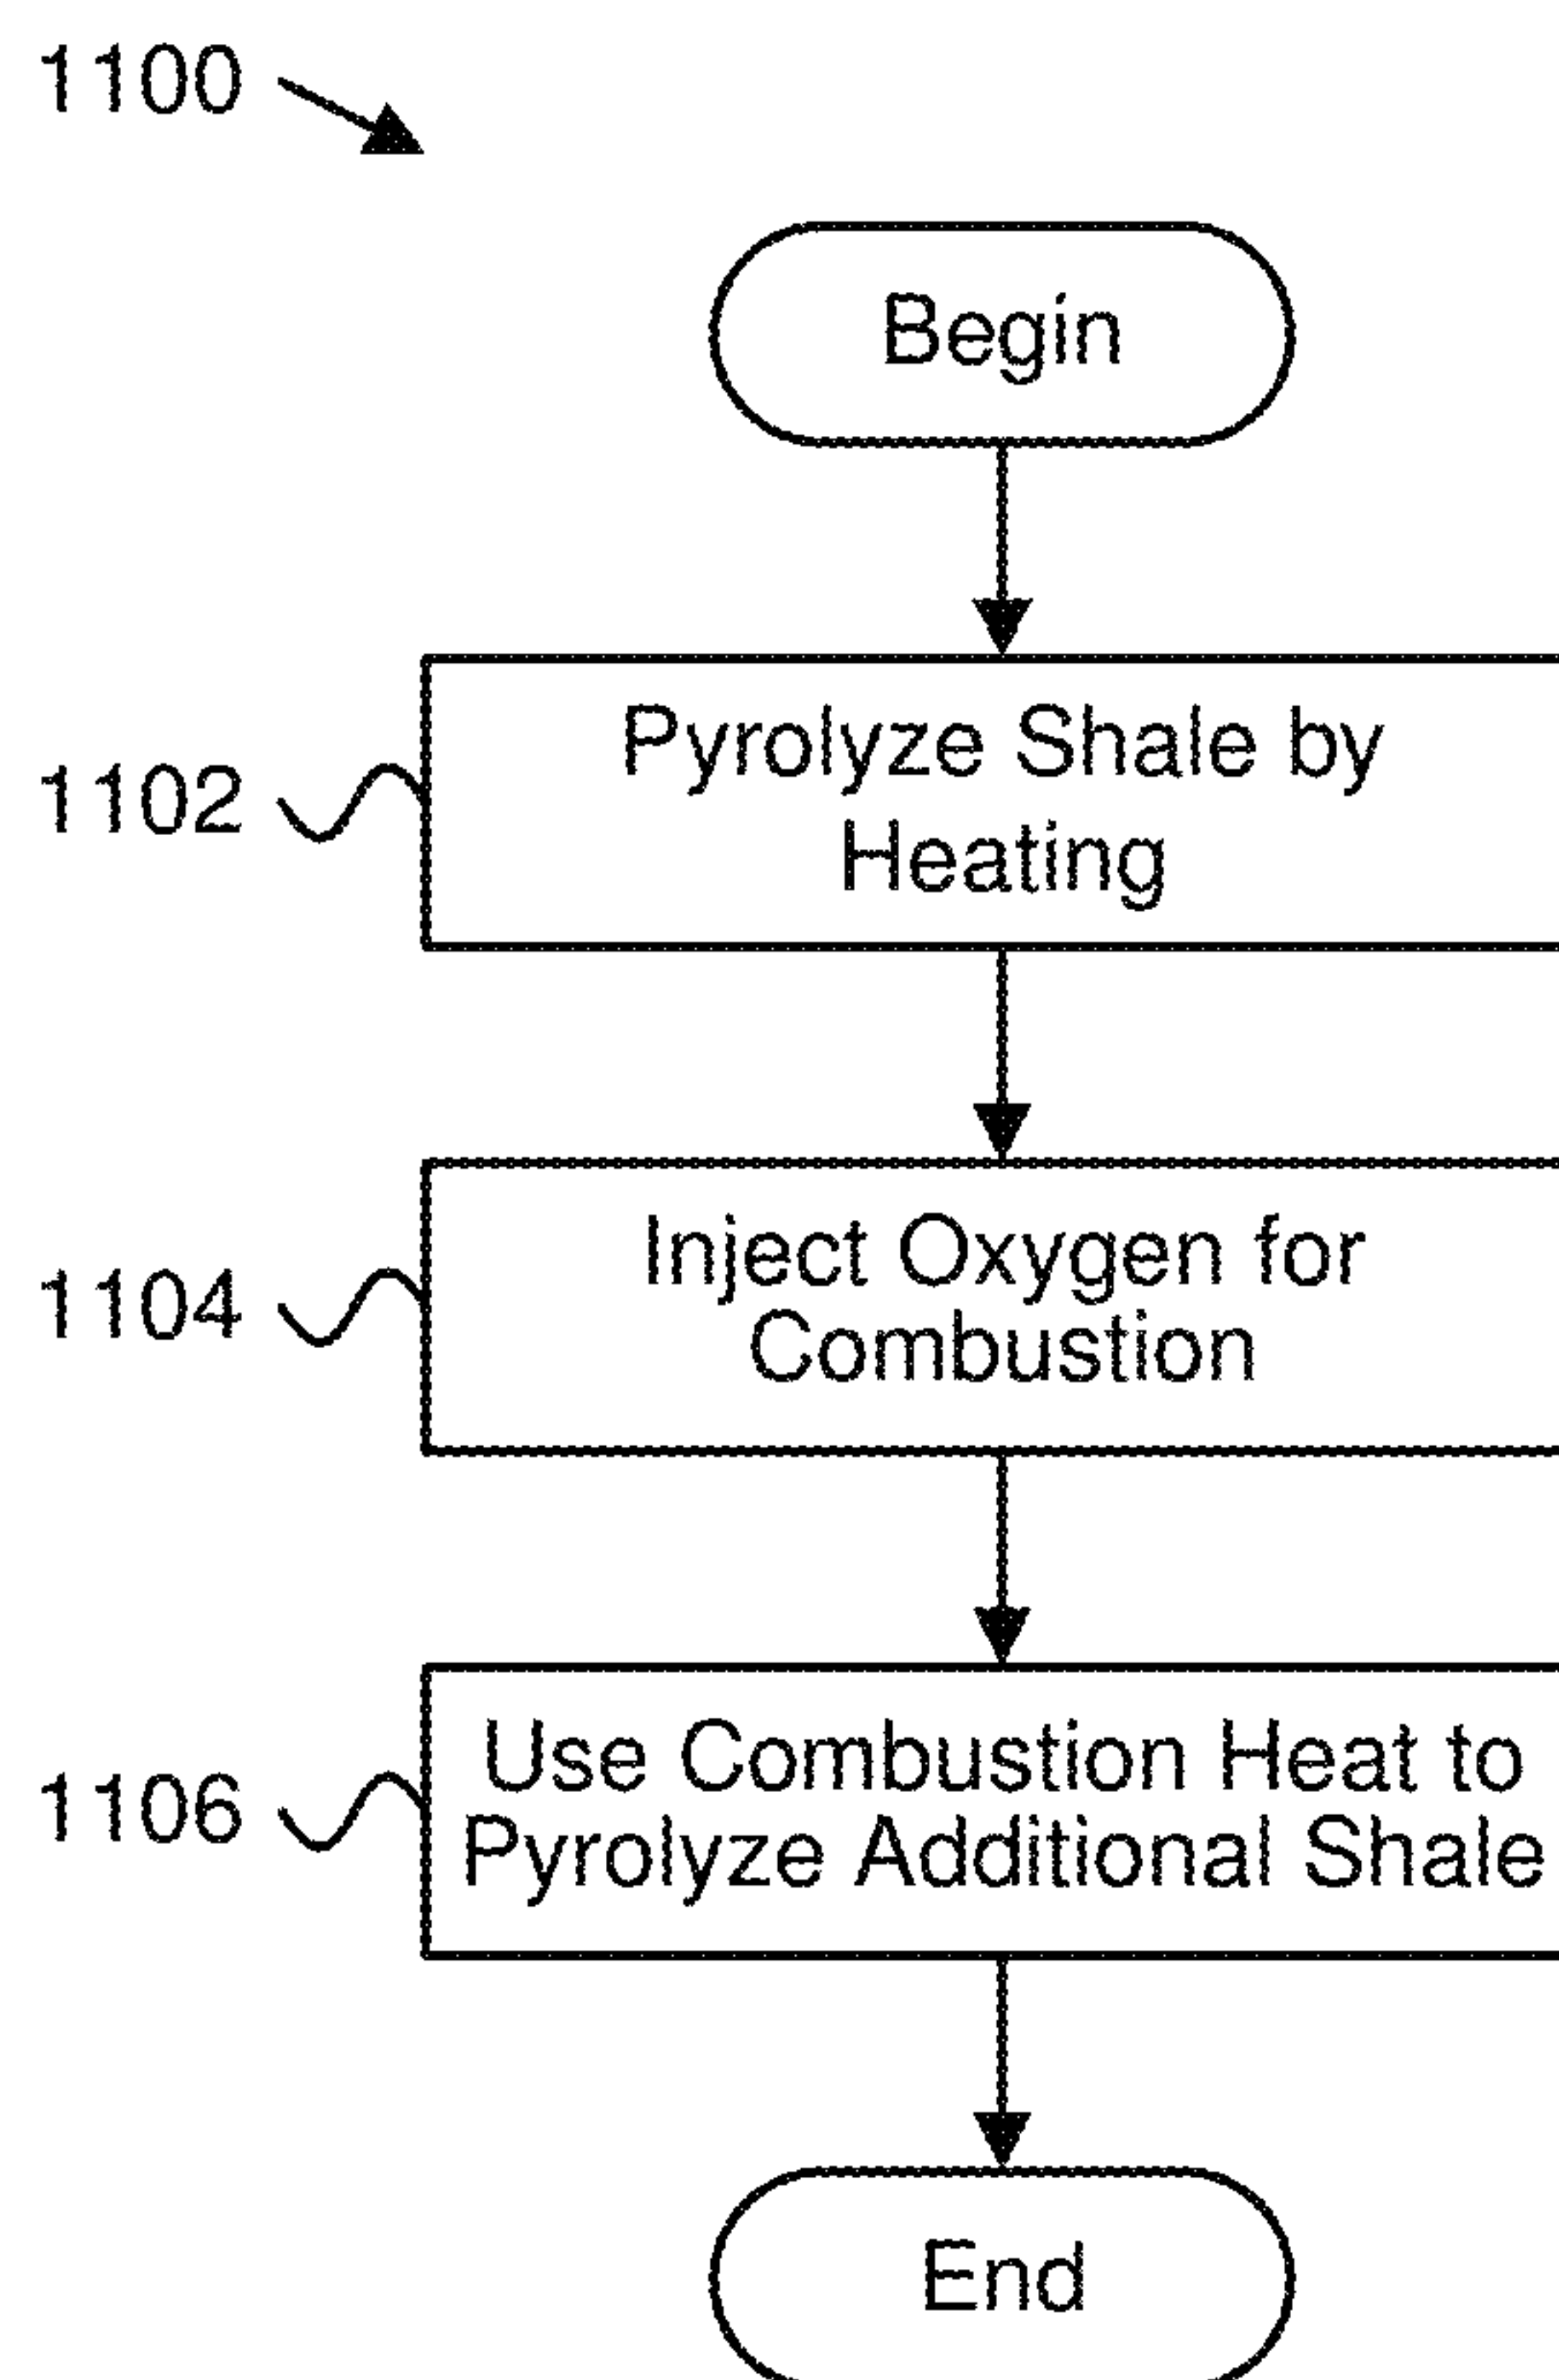 1100
Begin
Pyrolyze Shale by
Heating
1102
Inject Oxygen for
Combustion
1104
Use Combustion Heat to
Pyrolyze Additional Shale
1106
End